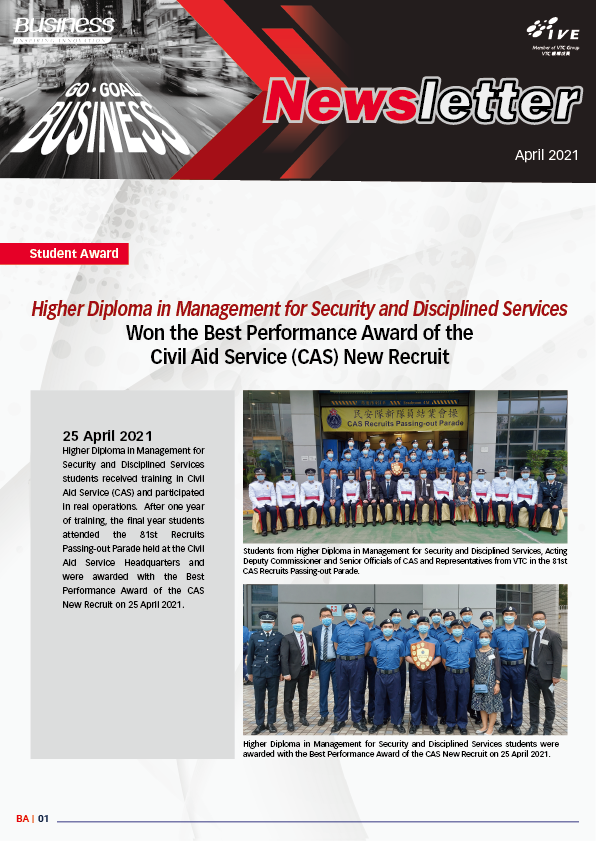 BUSINESS
INSPIRING INNOVATION
IVE
Member of VTC Group
VTC 機構成員
GO · GOAL
BUSINESS
Newsletter
April 2021
Student Award
Higher Diploma in Management for Security and Disciplined Services
Won the Best Performance Award of the
Civil Aid Service (CAS) New Recruit
25 April 2021
Higher Diploma in Management for
Security and Disciplined Services
students received training in Civil
Aid Service (CAS) and participated
in real operations. After one year
of training, the final year students
attended the 81st Recruits
Passing-out Parade held at the Civil
Aid Service Headquarters and
were awarded with the Best
Performance Award of the CAS
New Recruit on 25 April 2021.
民安隊新隊員結業會操
CAS Recruits Passing-out Parade
Students from Higher Diploma in Management for Security and Disciplined Services, Acting
Deputy Commissioner and Senior Officials of CAS and Representatives from VTC in the 81st
CAS Recruits Passing-out Parade.
Higher Diploma in Management for Security and Disciplined Services students were
awarded with the Best Performance Award of the CAS New Recruit on 25 April 2021.
BA | 01